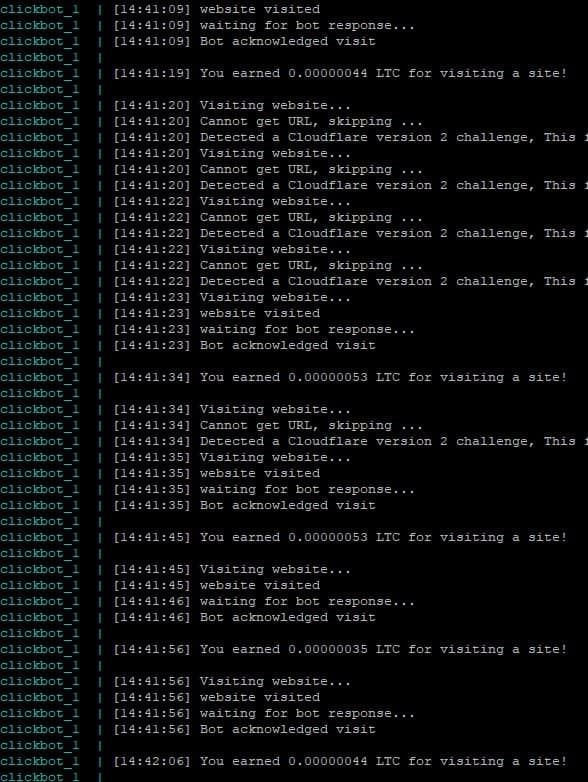 clickbot_1 | [14:41:09] website visited
clickbot_1 | [14:41:09] waiting for bot response...
clickbot_1 | [14:41:09] Bot acknowledged visit
clickbot_1 |
clickbot_1 | [14:41:19] You earned 0.00000044 LTC for visiting a site!
clickbot_1 |
clickbot_1 | [14:41:20] Visiting website...
clickbot_1 | [14:41:20] Cannot get URL, skipping ...
clickbot_1 | [14:41:20] Detected a Cloudflare version 2 challenge, This f
clickbot_1 | [14:41:20] Visiting website...
clickbot_1 | [14:41:20] Cannot get URL, skipping ...
clickbot_1 | [14:41:20] Detected a Cloudflare version 2 challenge, This f
clickbot_1 | [14:41:22] Visiting website...
clickbot_1 | [14:41:22] Cannot get URL, skipping ...
clickbot_1 | [14:41:22] Detected a Cloudflare version 2 challenge, This f
clickbot_1 | [14:41:22] Visiting website...
clickbot_1 | [14:41:22] Cannot get URL, skipping ...
clickbot_1 | [14:41:22] Detected a Cloudflare version 2 challenge, This f
clickbot_1 | [14:41:23] Visiting website...
clickbot_1 | [14:41:23] website visited
clickbot_1 | [14:41:23] waiting for bot response...
clickbot_1 | [14:41:23] Bot acknowledged visit
clickbot_1 |
clickbot_1 | [14:41:34] You earned 0.00000053 LTC for visiting a site!
clickbot_1 |
clickbot_1 | [14:41:34] Visiting website...
clickbot_1 | [14:41:34] Cannot get URL, skipping ...
clickbot_1 | [14:41:34] Detected a Cloudflare version 2 challenge, This f
clickbot_1 | [14:41:35] Visiting website...
clickbot_1 | [14:41:35] website visited
clickbot_1 | [14:41:35] waiting for bot response...
clickbot_1 | [14:41:35] Bot acknowledged visit
clickbot_1 |
clickbot_1 | [14:41:45] You earned 0.00000053 LTC for visiting a site!
clickbot_1 |
clickbot_1 | [14:41:45] Visiting website...
clickbot_1 | [14:41:45] website visited
clickbot_1 | [14:41:46] waiting for bot response...
clickbot_1 | [14:41:46] Bot acknowledged visit
clickbot_1 |
clickbot_1 | [14:41:56] You earned 0.00000035 LTC for visiting a site!
clickbot_1 |
clickbot_1 | [14:41:56] Visiting website...
clickbot_1 | [14:41:56] website visited
clickbot_1 | [14:41:56] waiting for bot response...
clickbot_1 | [14:41:56] Bot acknowledged visit
clickbot_1 |
clickbot_1 | [14:42:06] You earned 0.00000044 LTC for visiting a site!
clickbot_1 |